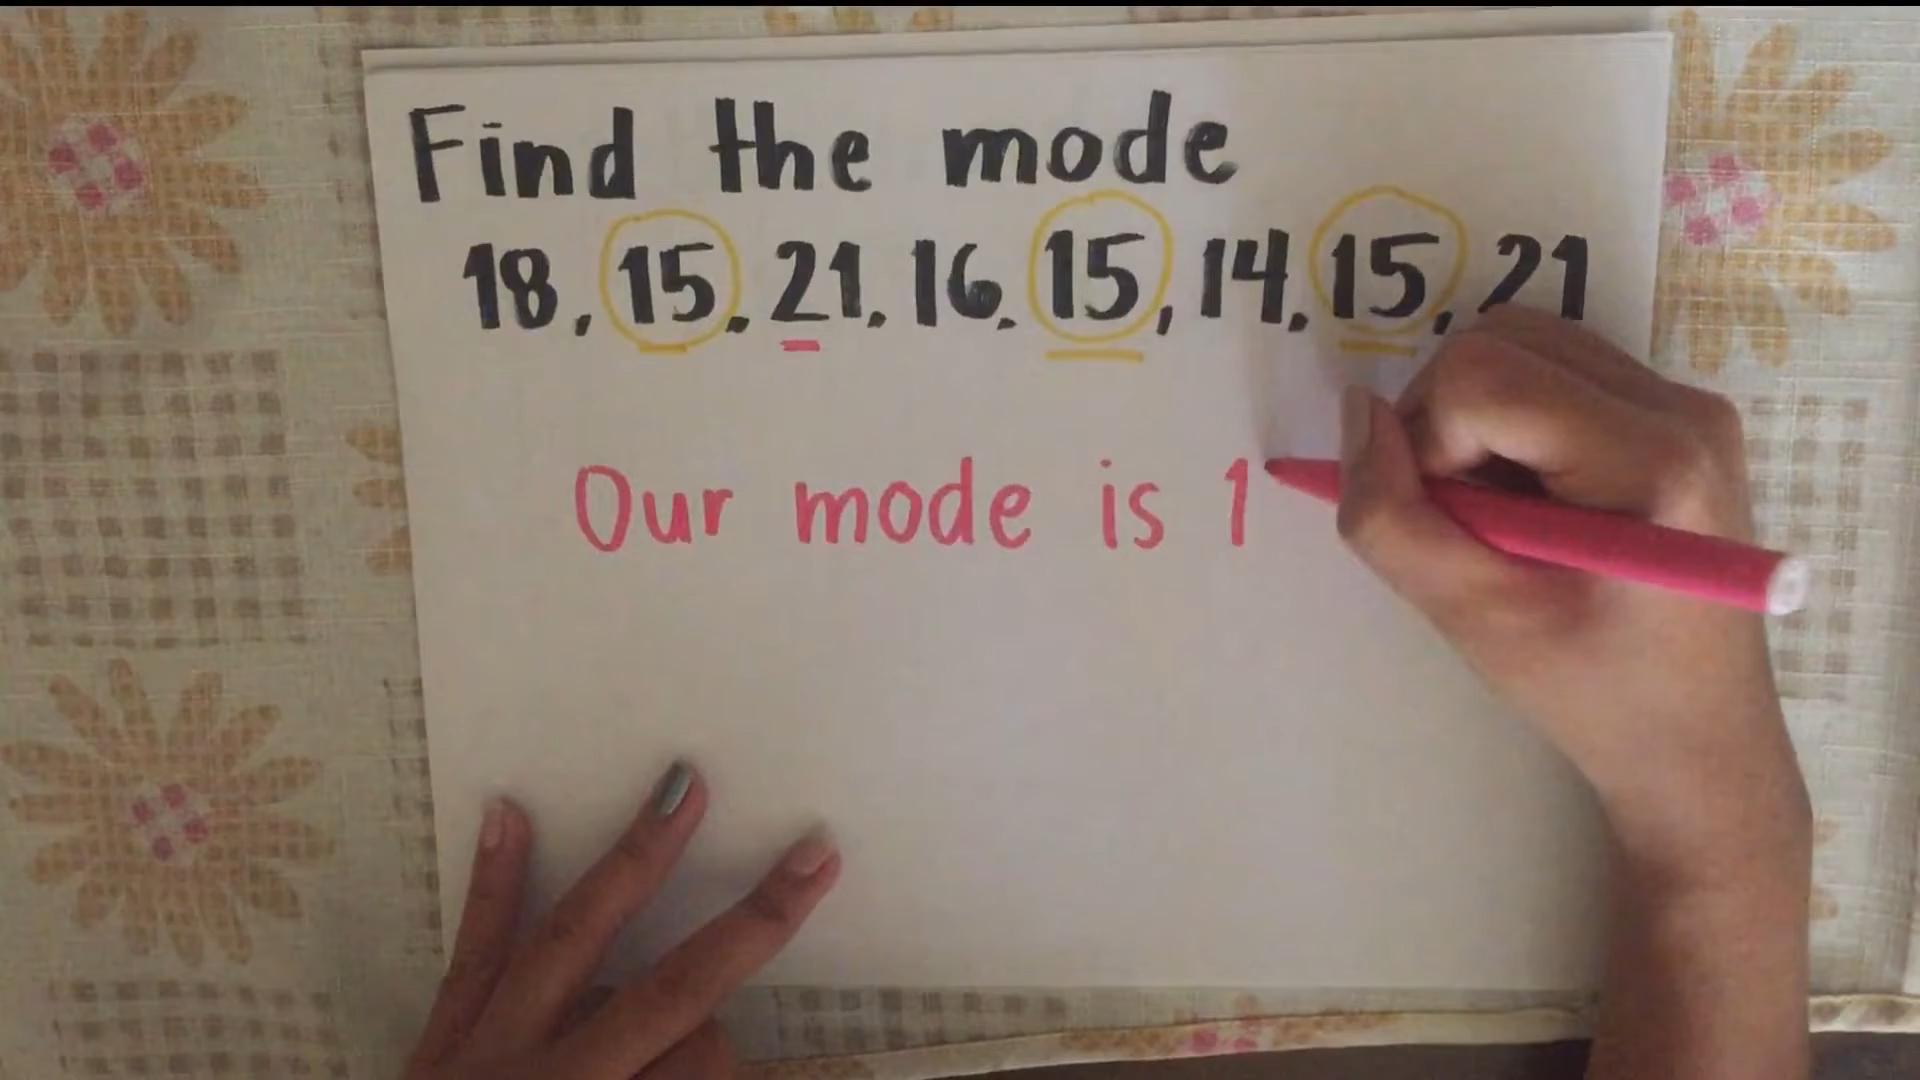 Find the mode
18, 15, 21, 16, 15, 14, 15, 21
Our mode is 1